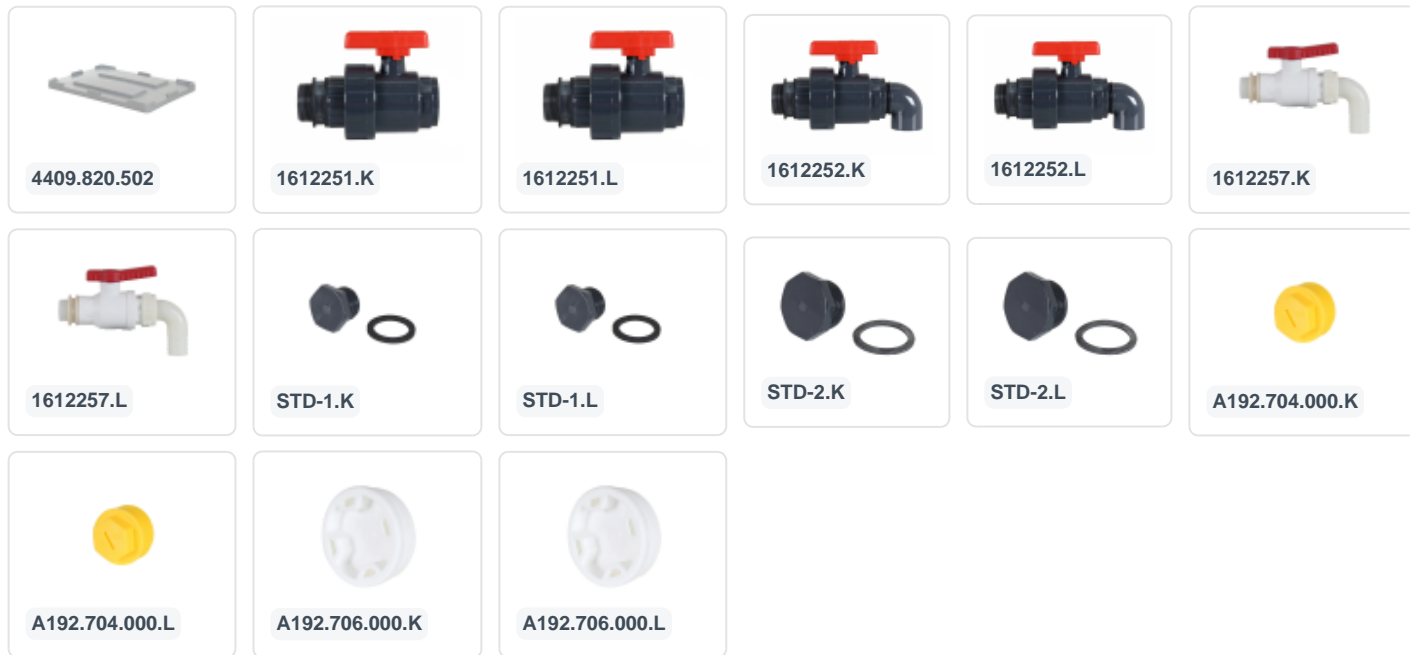 4409.820.502
1612251.K
1612251.L
1612252.K
1612252.L
1612257.K
1612257.L
STD-1.K
STD-1.L
STD-2.K
STD-2.L
A192.704.000.K
A192.704.000.L
A192.706.000.K
A192.706.000.L